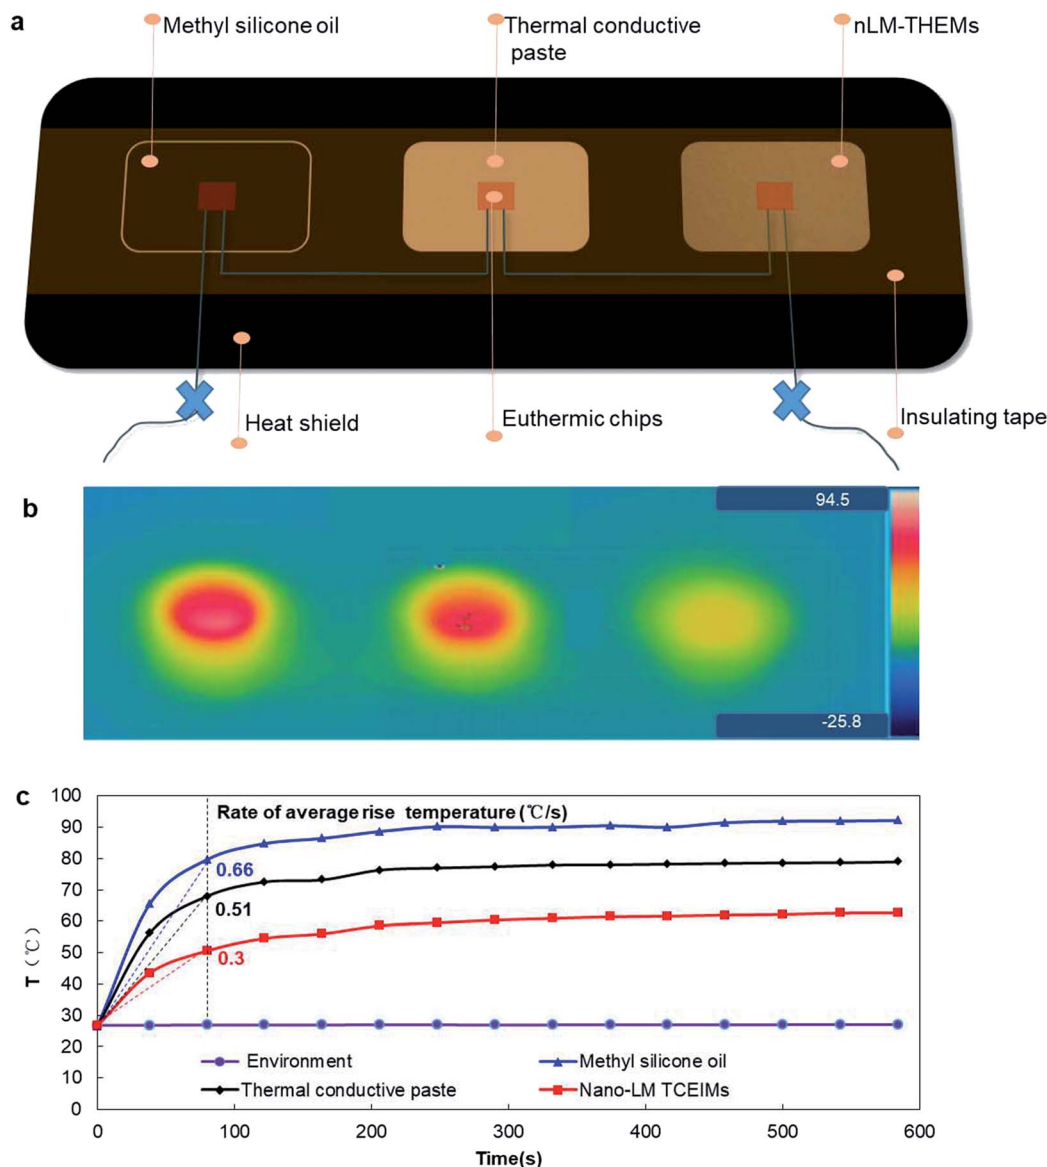 a
Methyl silicone oil
Thermal conductive
paste
nLM-THEMs
Heat shield
Euthermic chips
Insulating tape
b
94.5
-25.8
c
Rate of average rise temperature(℃/s)
0.66
0.51
0.3
T（℃）
100
90
80
70
60
50
40
30
20
10
0
Environment
Methyl silicone oil
Thermal conductive paste
Nano-LM TCEIMs
0
100
200
300
400
500
600
Time(s)